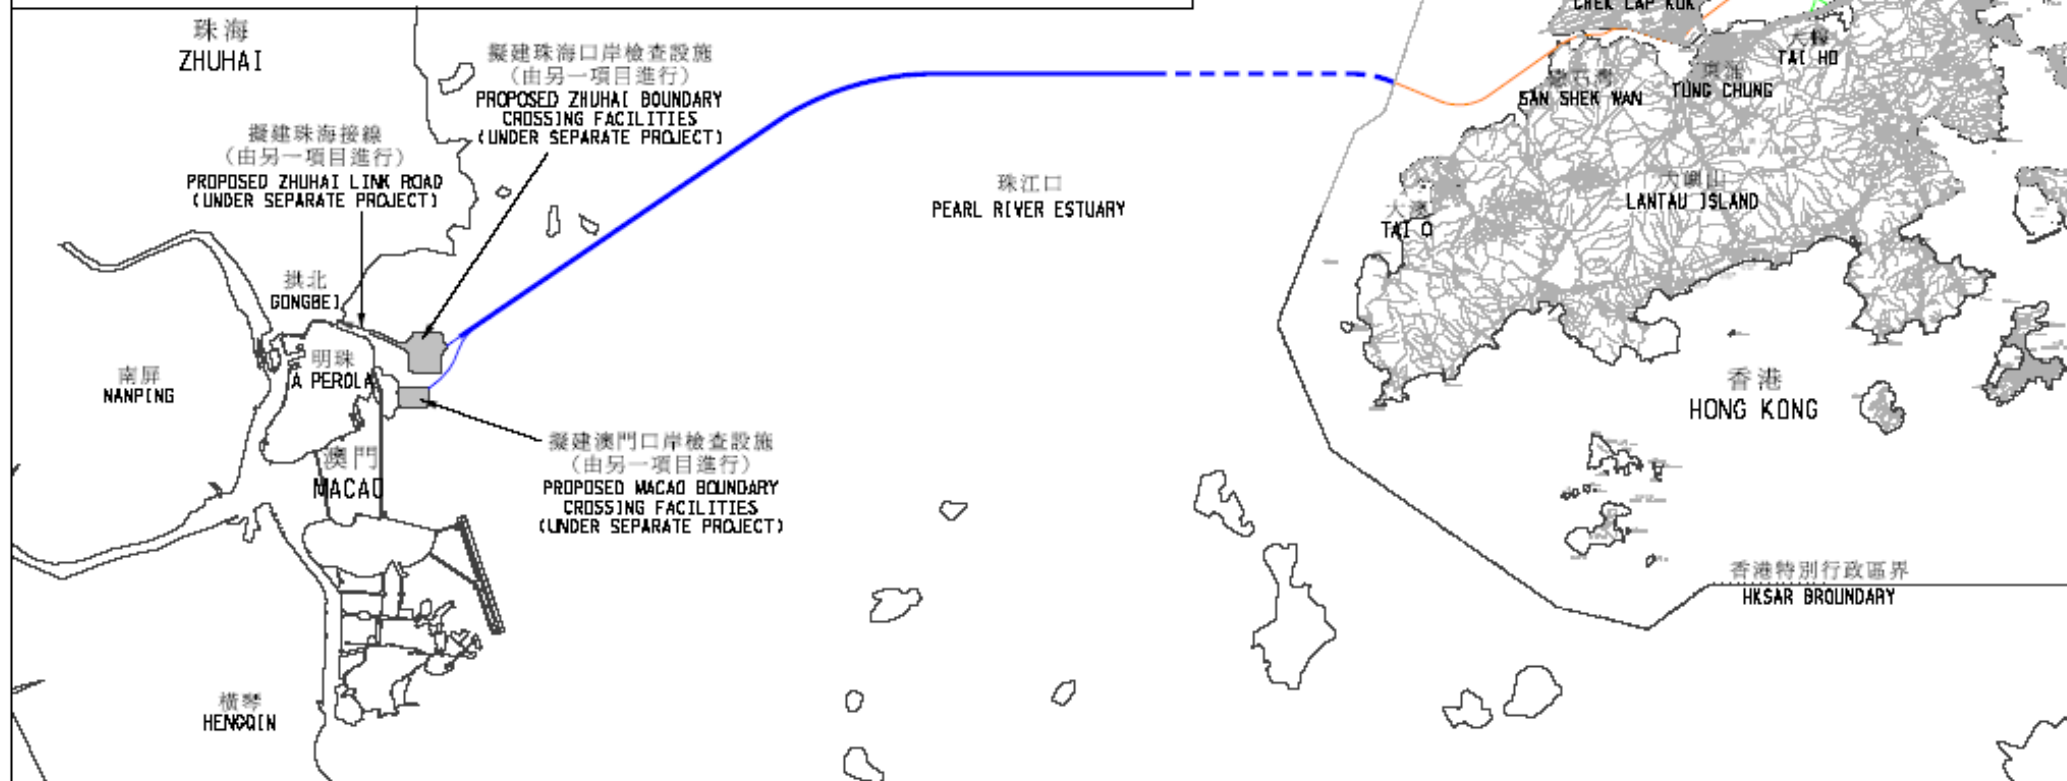 珠海
ZHUHAI
擬建珠海口岸檢查設施
(由另一項目進行)
PROPOSED ZHUHAI BOUNDARY
CROSSING FACILITIES
(UNDER SEPARATE PROJECT)
擬建珠海接線
(由另一項目進行)
PROPOSED ZHUHAI LINK ROAD
(UNDER SEPARATE PROJECT)
CHEK LAP KOK
TAI HO
東涌
TUNG CHUNG
SAN SHEK WAN
珠江口
PEARL RIVER ESTUARY
大嶼山
LANTAU ISLAND
大澳
TAI O
拱北
GONGBEI
明珠
A PEROLA
南屏
NANPING
香港
HONG KONG
擬建澳門口岸檢查設施
(由另一項目進行)
PROPOSED MACAO BOUNDARY
CROSSING FACILITIES
(UNDER SEPARATE PROJECT)
澳門
MACAO
香港特別行政區界
HKSAR BROUNDARY
橫琴
HENGQIN